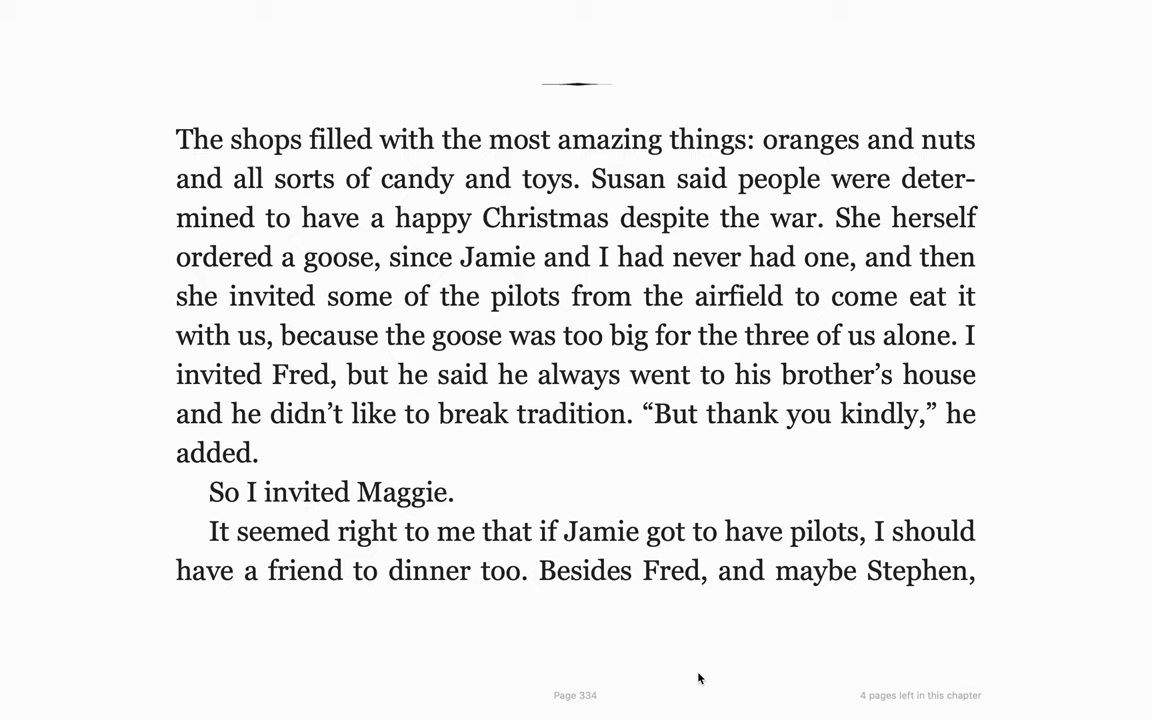 The shops filled with the most amazing things: oranges and nuts
and all sorts of candy and toys. Susan said people were deter-
mined to have a happy Christmas despite the war. She herself
ordered a goose, since Jamie and I had never had one, and then
she invited some of the pilots from the airfield to come eat it
with us, because the goose was too big for the three of us alone. I
invited Fred, but he said he always went to his brother’s house
and he didn’t like to break tradition. “But thank you kindly,” he
added.
So I invited Maggie.
It seemed right to me that if Jamie got to have pilots, I should
have a friend to dinner too. Besides Fred, and maybe Stephen,
Page 334
4 pages left in this chapter